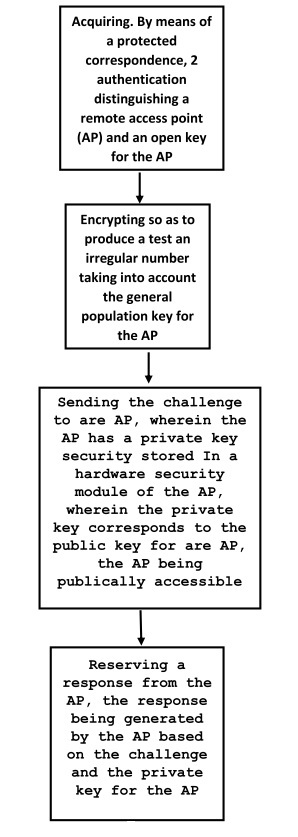 Acquiring. By means of
a protected
correspondence, 2
authentication
distinguishing a
remote access point
(AP) and an open key
for the AP
Encrypting so as to
produce a test an
irregular number
taking into account
the general
population key for
the AP
Sending the challenge
to are AP, wherein the
AP has a private key
security stored In a
hardware security
module of the AP,
wherein the private
key corresponds to the
public key for are AP,
the AP being
publically accessible
Reserving a
response from the
AP, the response
being generated
by the AP based
on the challenge
and the private
key for the AP